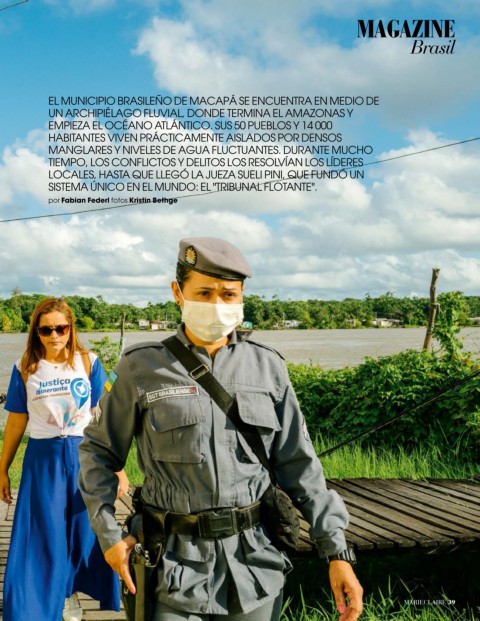 MAGAZINE
Brasil
EL MUNICIPIO BRASILEÑO DE MACAPÁ SE ENCUENTRA EN MEDIO DE
UN ARCHIPIÉLAGO FLUVIAL, DONDE TERMINA EL AMAZONAS Y
EMPIEZA EL OCÉANO ATLÁNTICO. SUS 50 PUEBLOS Y 14 000
HABITANTES VIVEN PRÁCTICAMENTE AISLADOS POR DENSOS
MANGLARES Y NIVELES DE AGUA FLUCTUANTES. DURANTE MUCHO
TIEMPO, LOS CONFLICTOS Y DELITOS LOS RESOLVÍAN LOS LÍDERES
LOCALES, HASTA QUE LLEGÓ LA JUEZA SUELI PINI, QUE FUNDÓ UN
SISTEMA ÚNICO EN EL MUNDO: EL "TRIBUNAL FLOTANTE".
por Fabian Federl fotos Kristin Bethge
Justiça
itinerante
SGT BRASILIENSE
MARIE CLAIRE 39